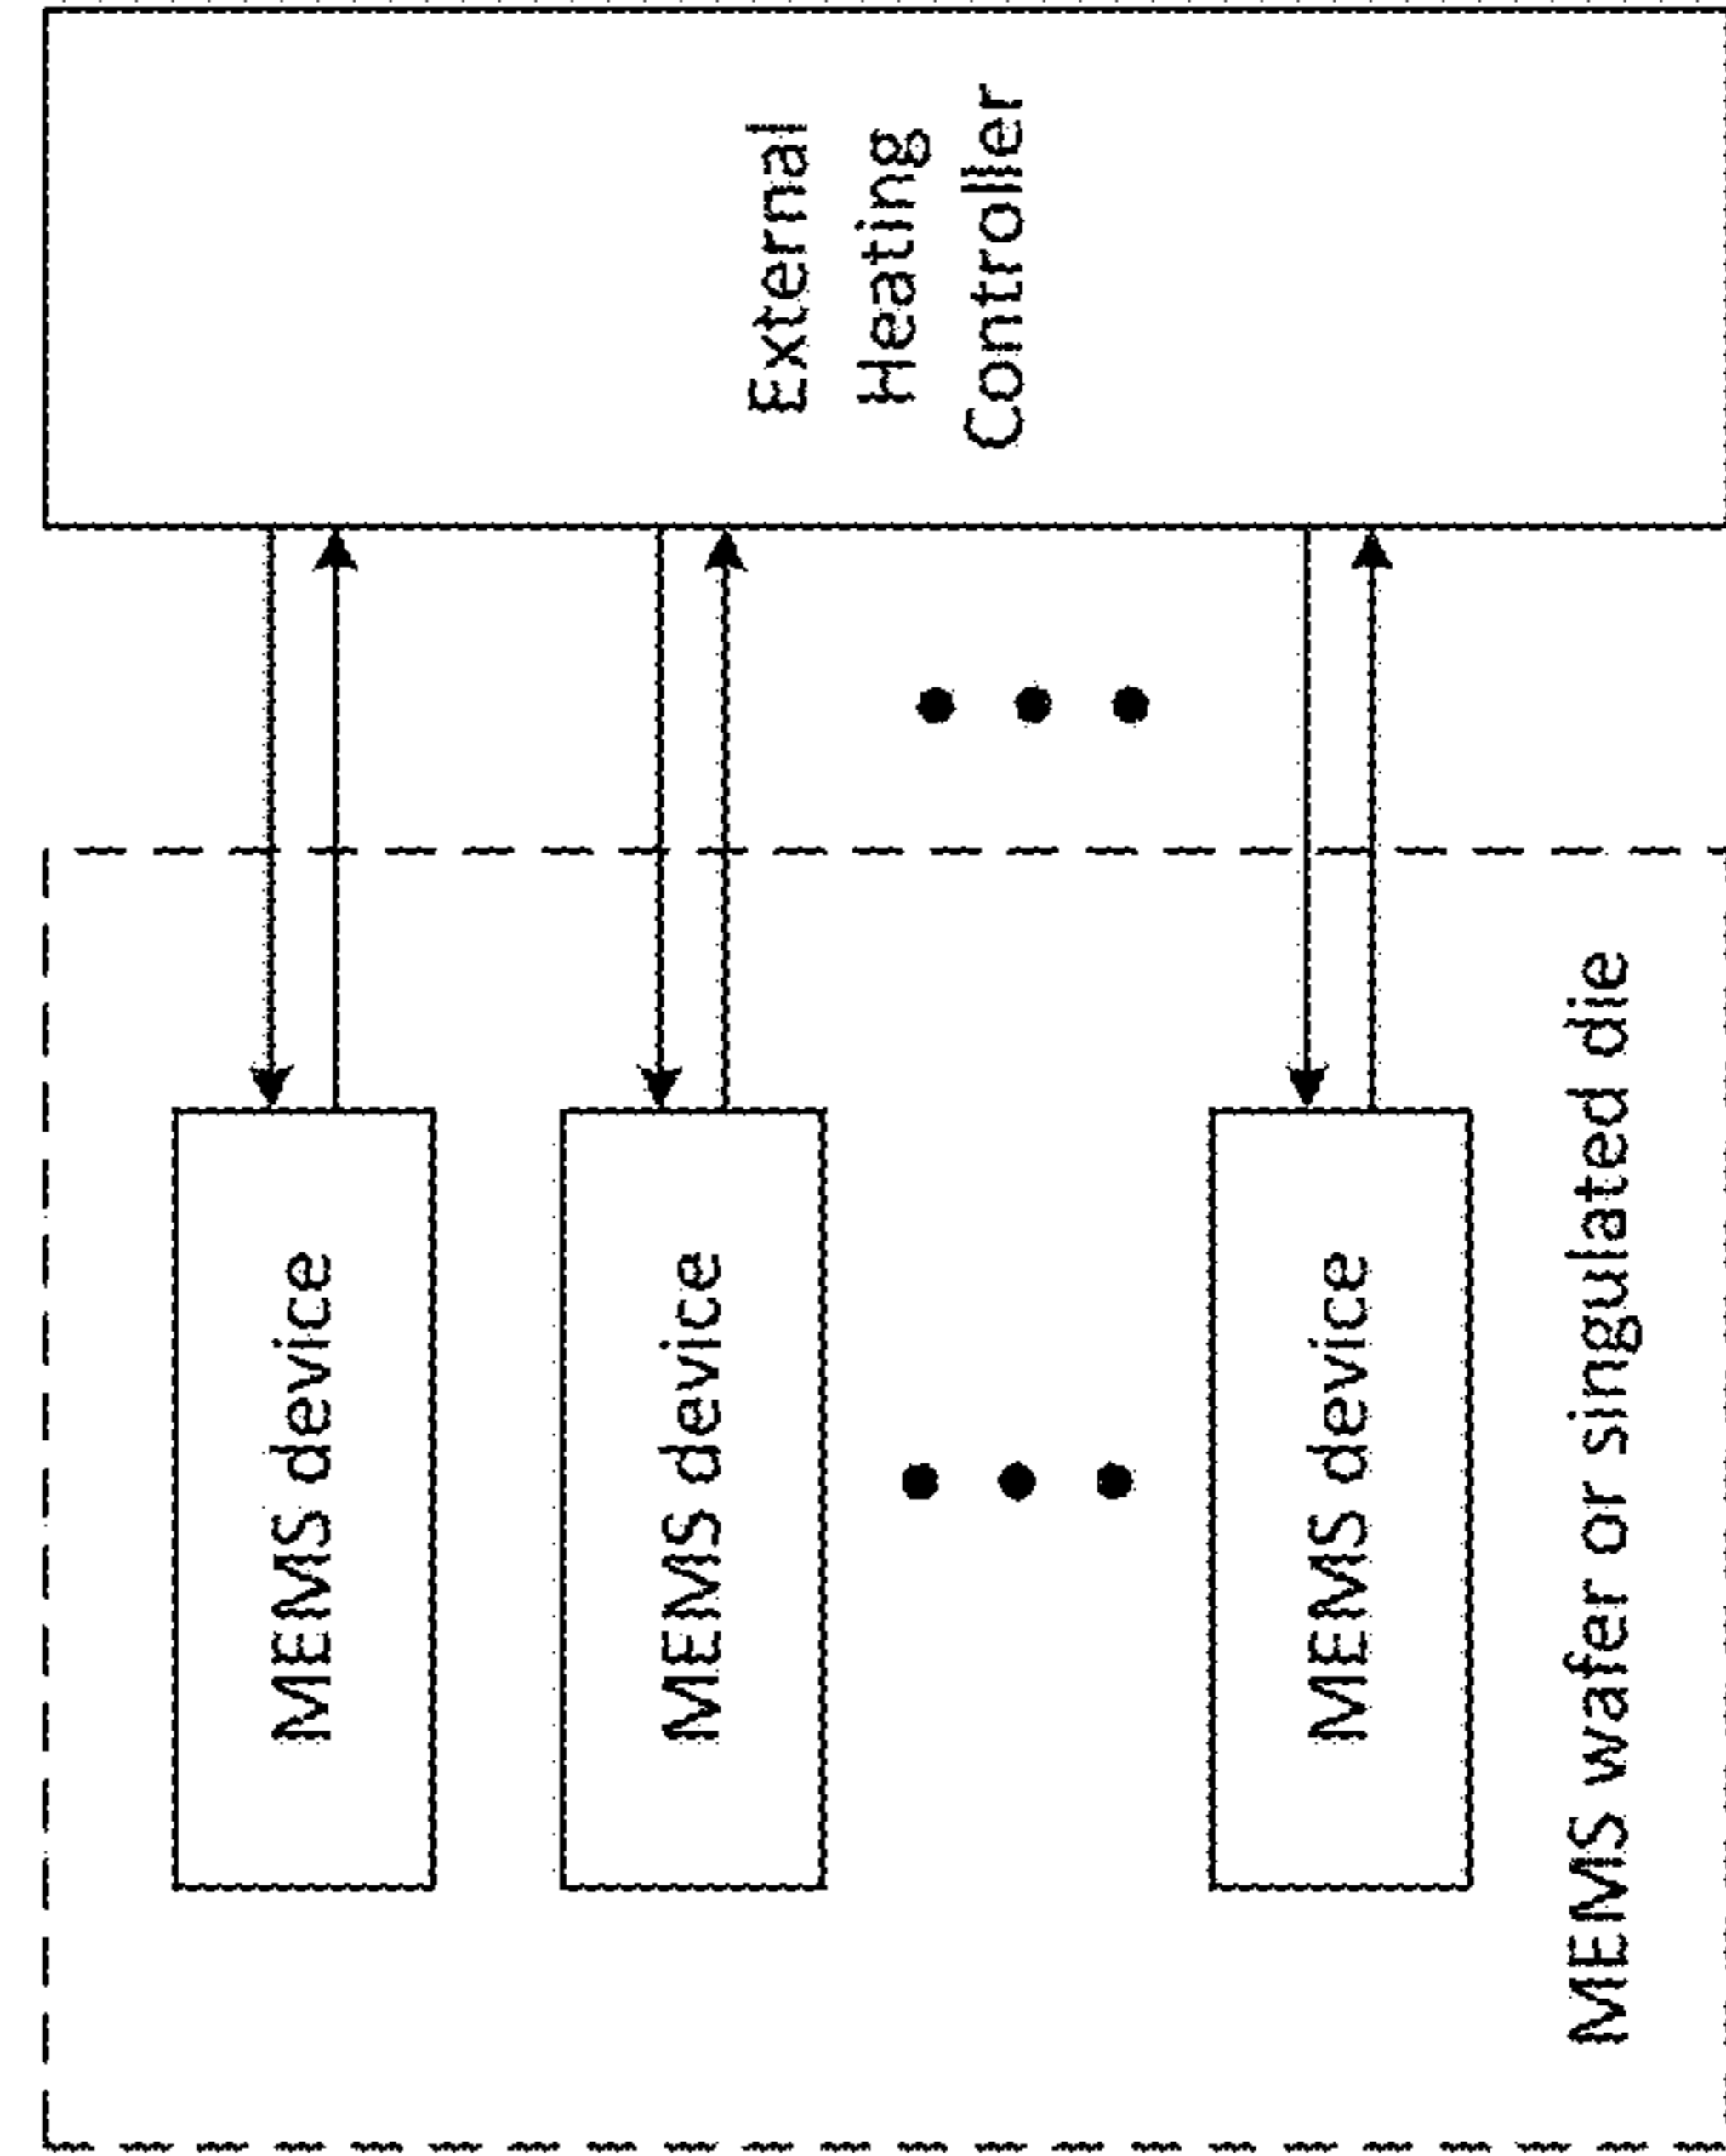 MEMS device
MEMS device
MEMS device
MEMS wafer or singulated die
External
Heating
Controller